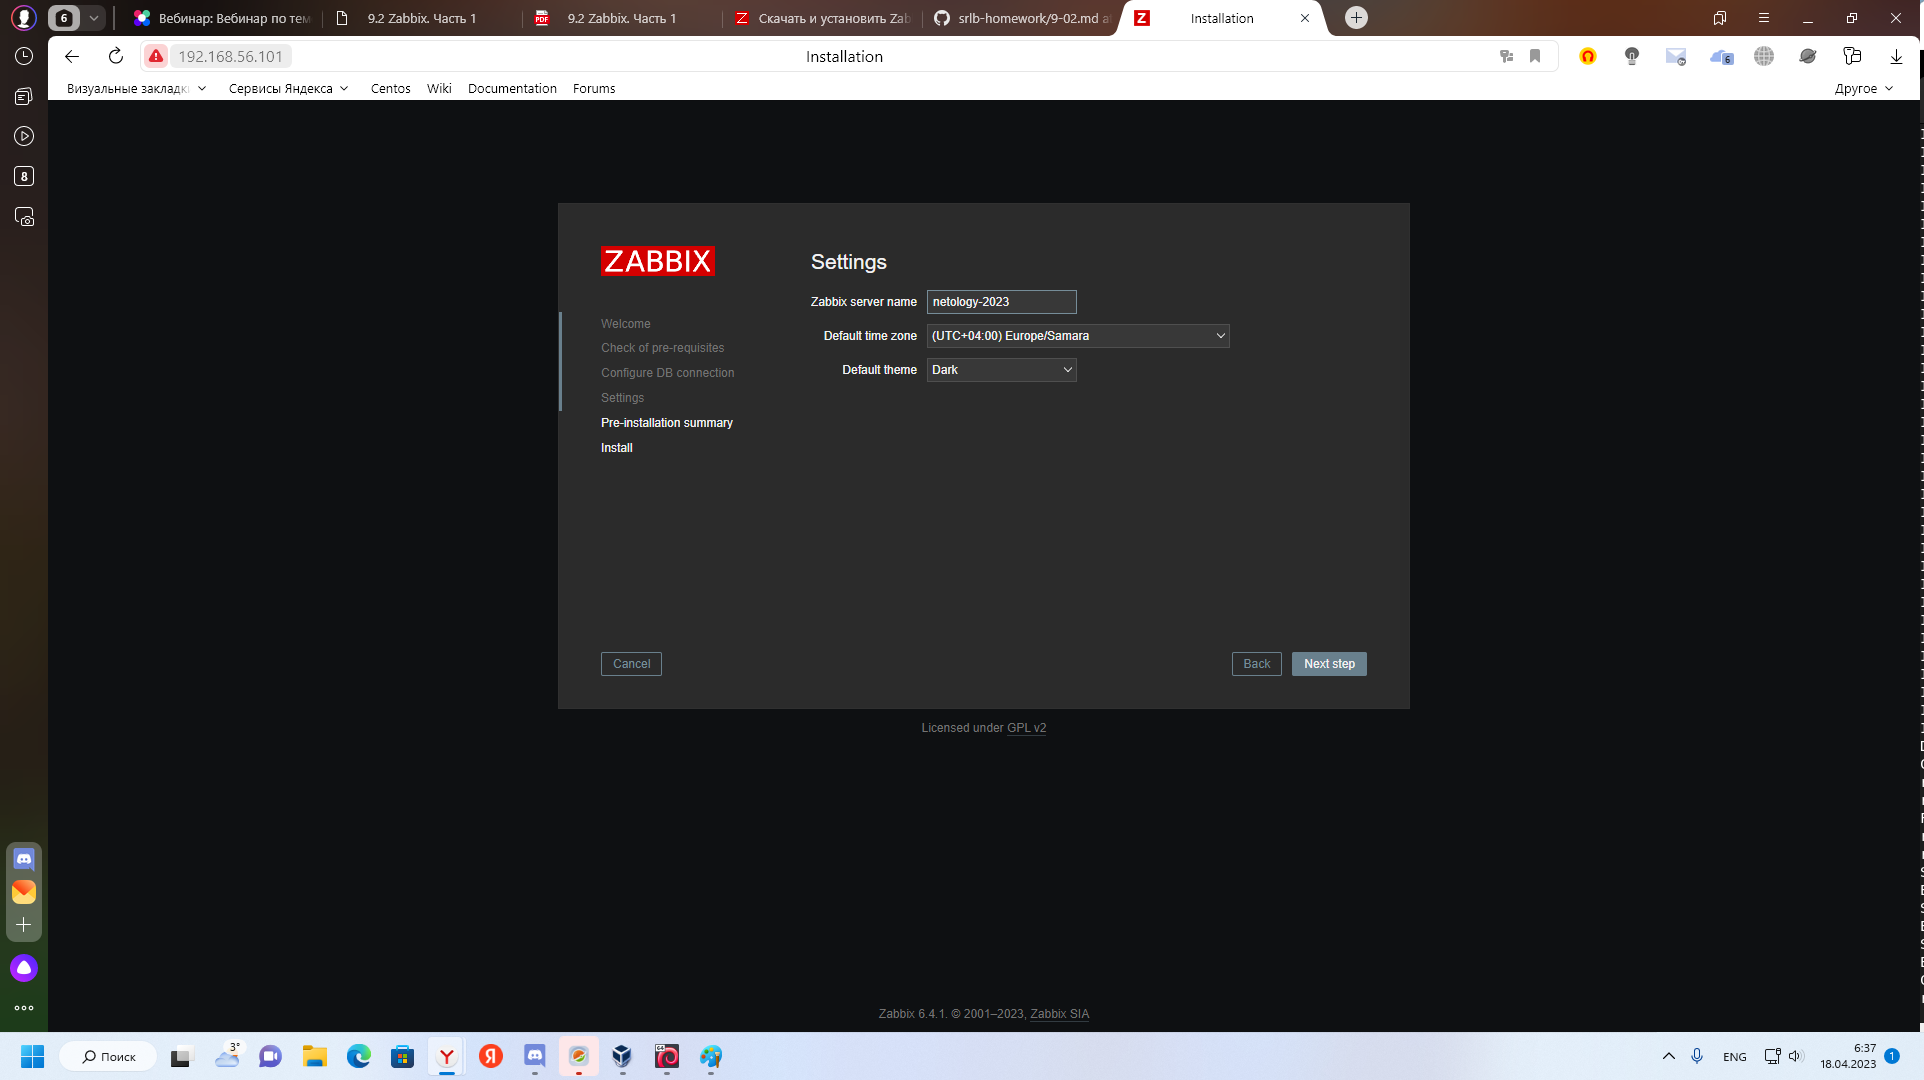 6
Вебинар: Вебинар по тем
9.2 Zabbix. Часть 1
9.2 Zabbix. Часть 1
Скачать и установить Zab
srlb-homework/9-02.md a
Installation
192.168.56.101
Installation
6
Визуальные закладк
Сервисы Яндекса
Centos
Wiki
Documentation
Forums
Другое
8
ZABBIX
Welcome
Check of pre-requisites
Configure DB connection
Settings
Pre-installation summary
Install
Settings
Zabbix server name netology-2023
Default time zone (UTC+04:00) Europe/Samara
Default theme Dark
Cancel
Back
Next step
Licensed under GPL v2
Zabbix 6.4.1. © 2001–2023, Zabbix SIA
Поиск
3°
ENG
6:37
18.04.2023
1